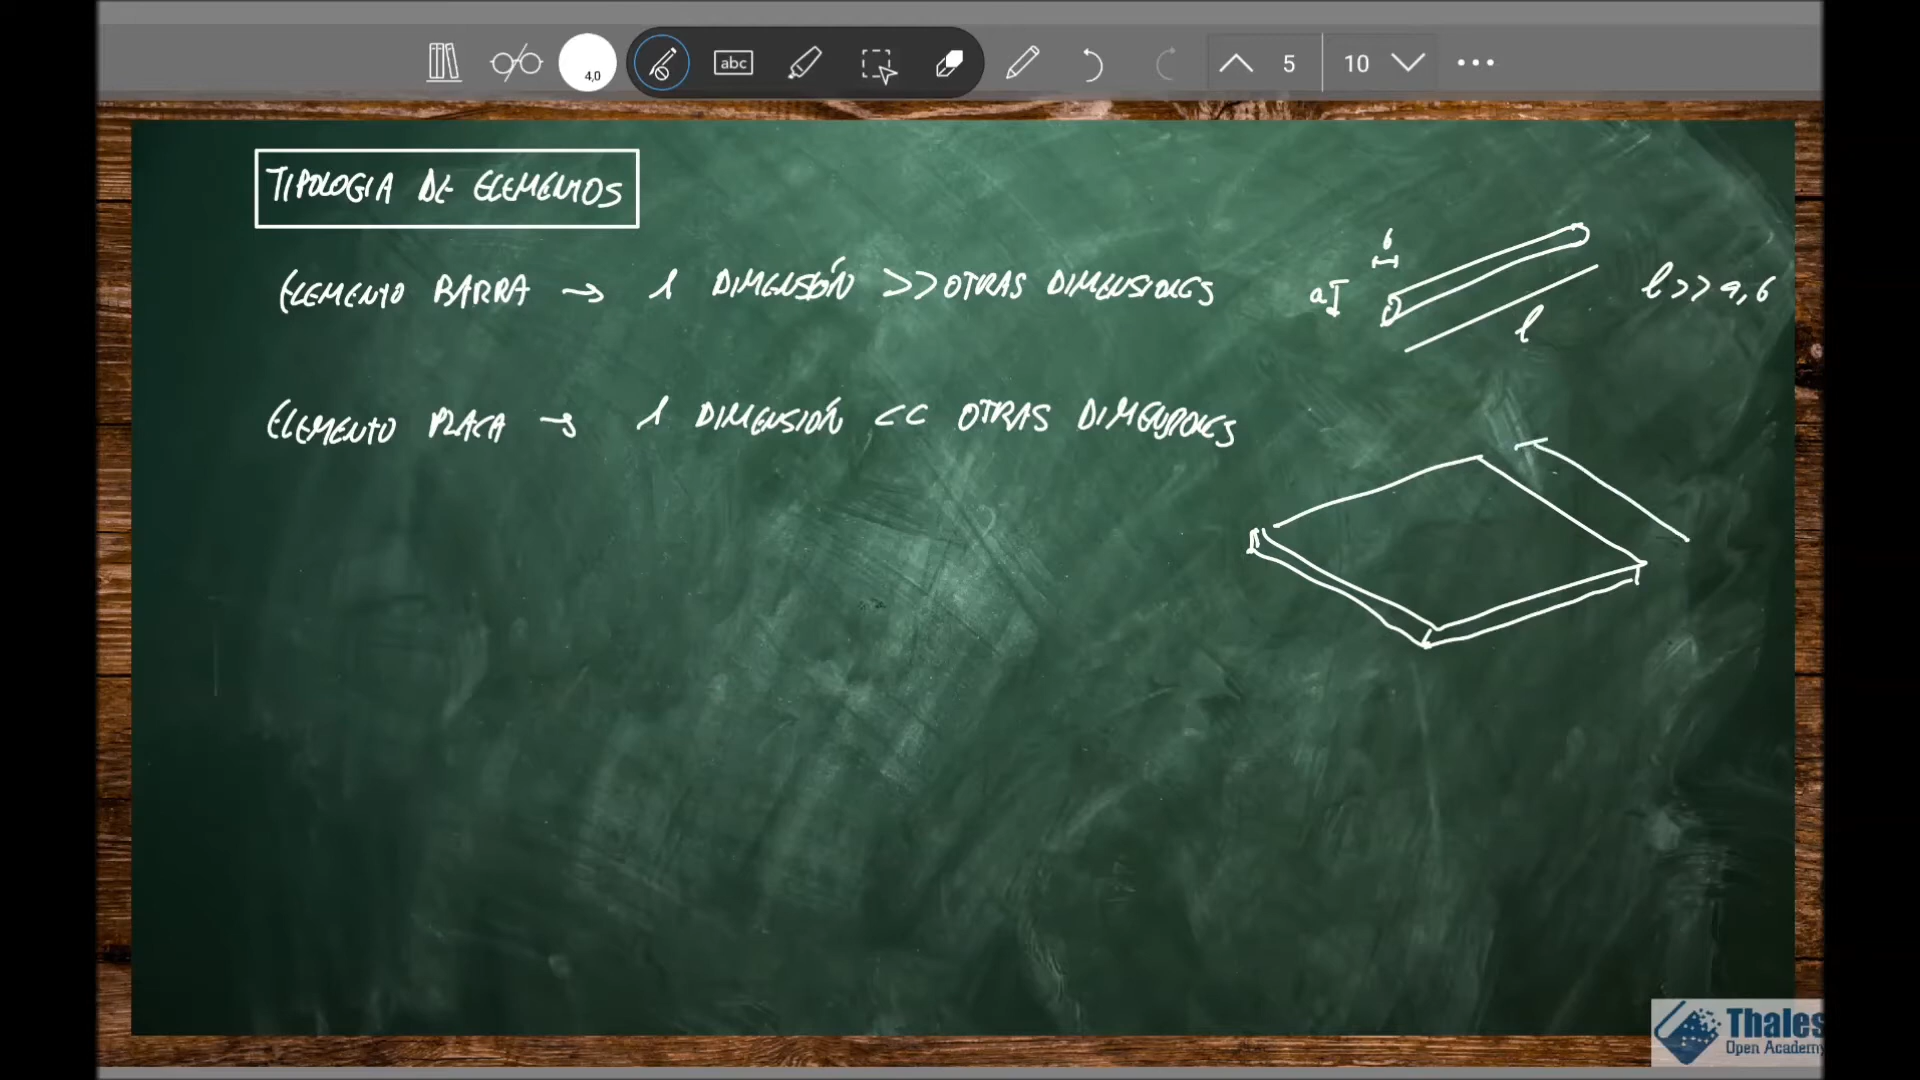 4,0
abc
5
10
TIPOLOGIA DE ELEMENTOS
ELEMENTO BARRA → 1 DIMENSIÓN >> OTRAS DIMENSIONES
b
a
l
l >> a, b
ELEMENTO PLACA → 1 DIMENSIÓN << OTRAS DIMENSIONES
Thales
Open Academy